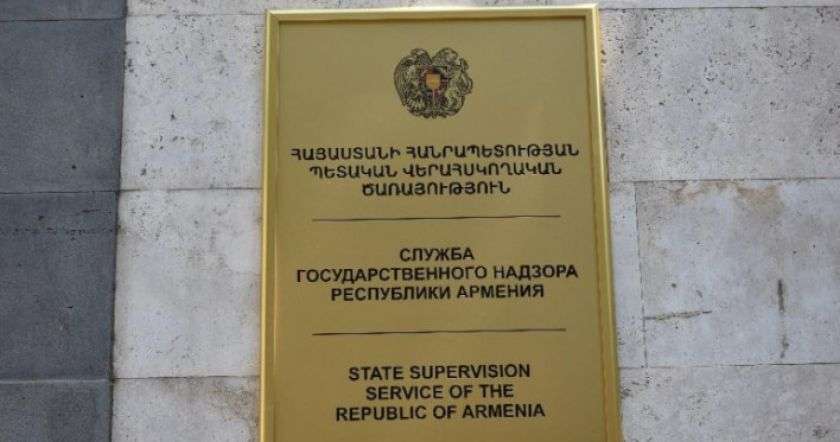 ՀԱՅԱՍՏԱՆԻ ՀԱՆՐԱՊԵՏՈՒԹՅԱՆ
ՊԵՏԱԿԱՆ ՎԵՐԱՀՍԿՈՂԱԿԱՆ
ԾԱՌԱՅՈՒԹՅՈՒՆ
СЛУЖБА
ГОСУДАРСТВЕННОГО НАДЗОРА
РЕСПУБЛИКИ АРМЕНИЯ
STATE SUPERVISION
SERVICE OF THE
REPUBLIC OF ARMENIA